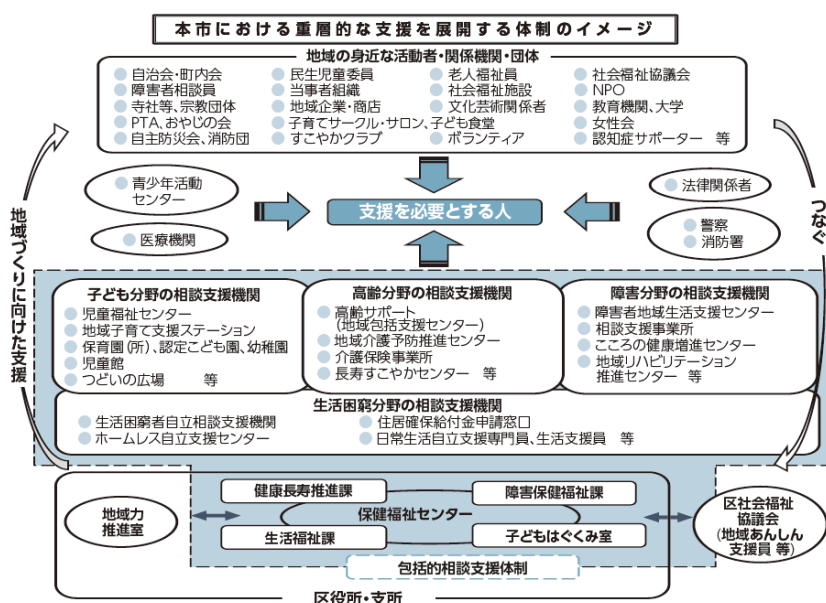 本市における重層的な支援を展開する体制のイメージ
地域の身近な活動者・関係機関・団体
自治会・町内会
障害者相談員
寺社等、宗教団体
PTA、おやじの会
自主防災会、消防団
民生児童委員
当事者組織
地域企業・商店
子育てサークル・サロン、子ども食堂
すこやかクラブ
老人福祉員
社会福祉施設
文化芸術関係者
ボランティア
社会福祉協議会
NPO
教育機関、大学
女性会
認知症サポーター 等
青少年活動
センター
医療機関
支援を必要とする人
法律関係者
警察
消防署
地域づくりに向けた支援
つなぐ
子ども分野の相談支援機関
児童福祉センター
地域子育て支援ステーション
保育園(所)、認定こども園、幼稚園
児童館
つどいの広場 等
高齢分野の相談支援機関
高齢サポート
(地域包括支援センター)
地域介護予防推進センター
介護保険事業所
長寿すこやかセンター 等
障害分野の相談支援機関
障害者地域生活支援センター
相談支援事業所
こころの健康増進センター
地域リハビリテーション
推進センター 等
生活困窮分野の相談支援機関
生活困窮者自立相談支援機関
ホームレス自立支援センター
住居確保給付金申請窓口
日常生活自立支援専門員、生活支援員 等
地域力
推進室
健康長寿推進課
障害保健福祉課
保健福祉センター
生活福祉課
子どもはぐくみ室
包括的相談支援体制
区役所・支所
区社会福祉
協議会
(地域あんしん
支援員 等)